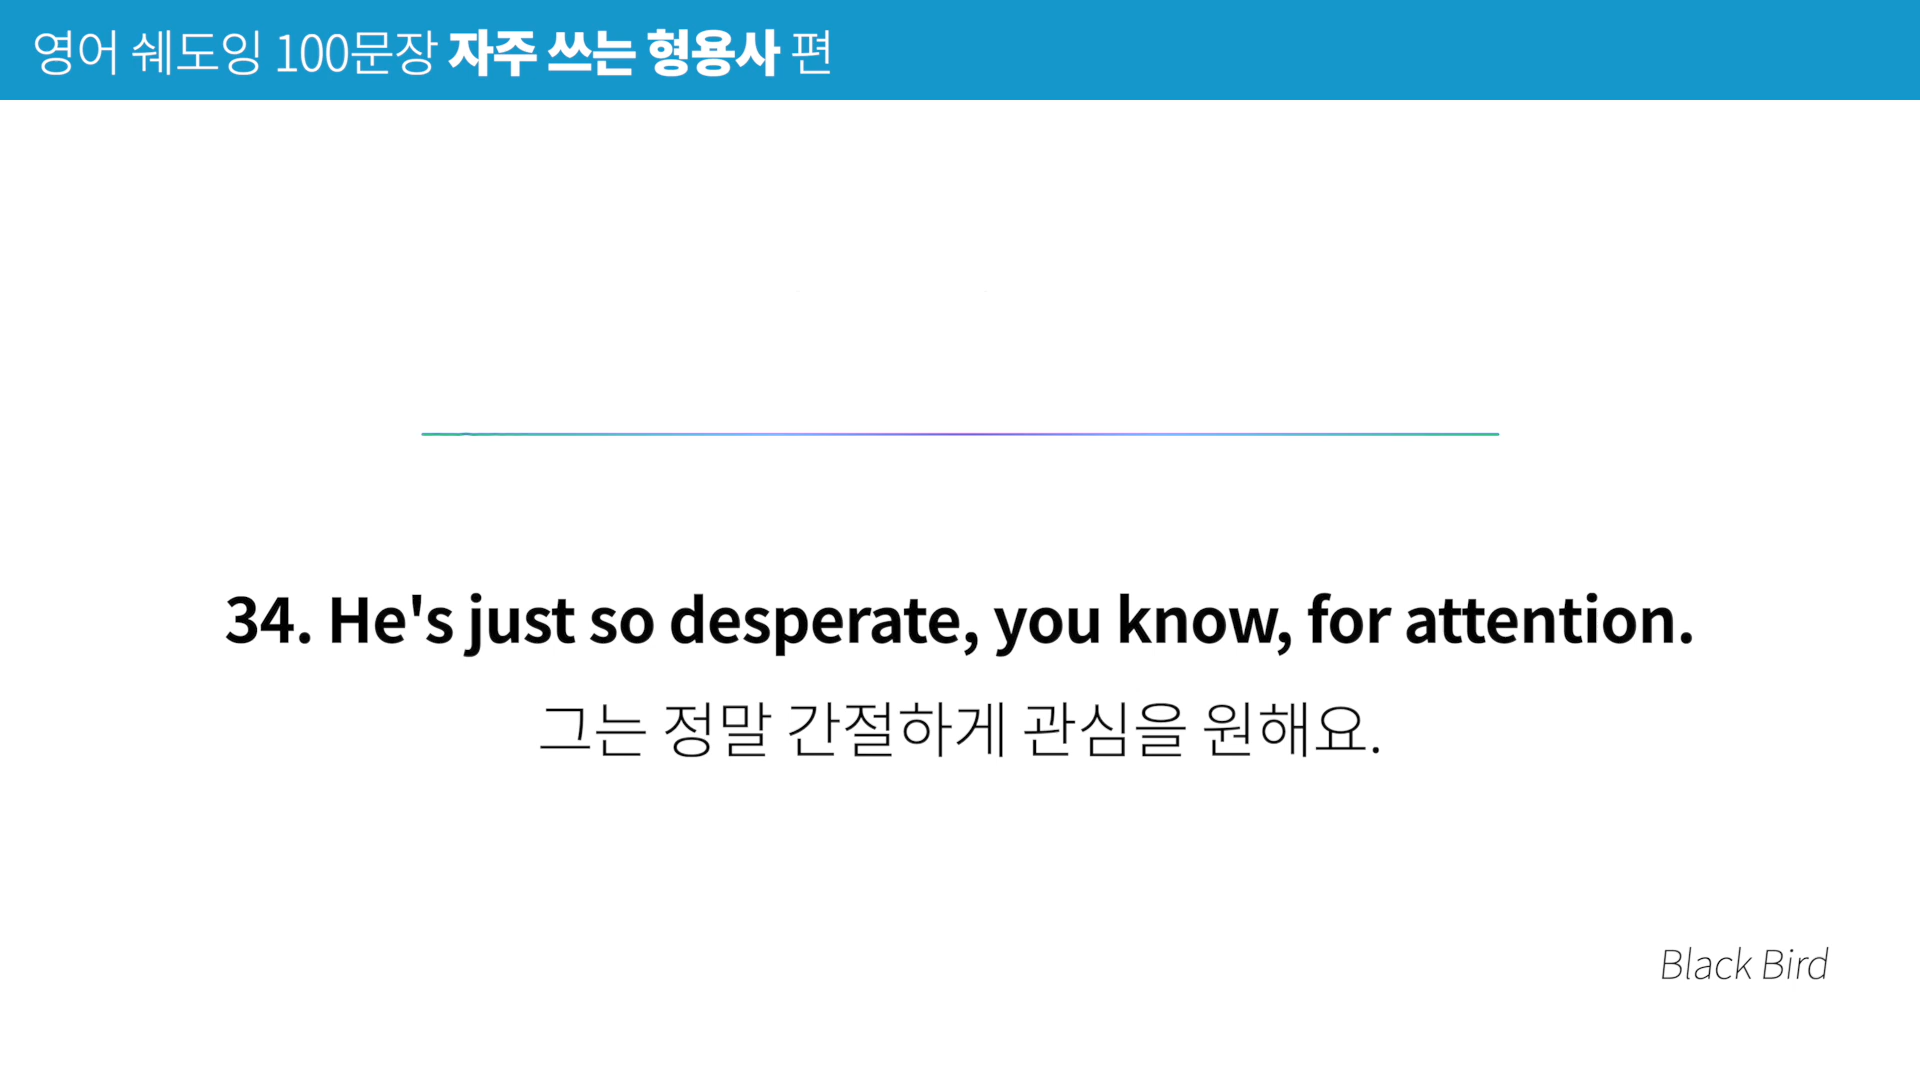 영어 쉐도잉 100문장 자주 쓰는 형용사 편
34. He's just so desperate, you know, for attention.
그는 정말 간절하게 관심을 원해요.
Black Bird